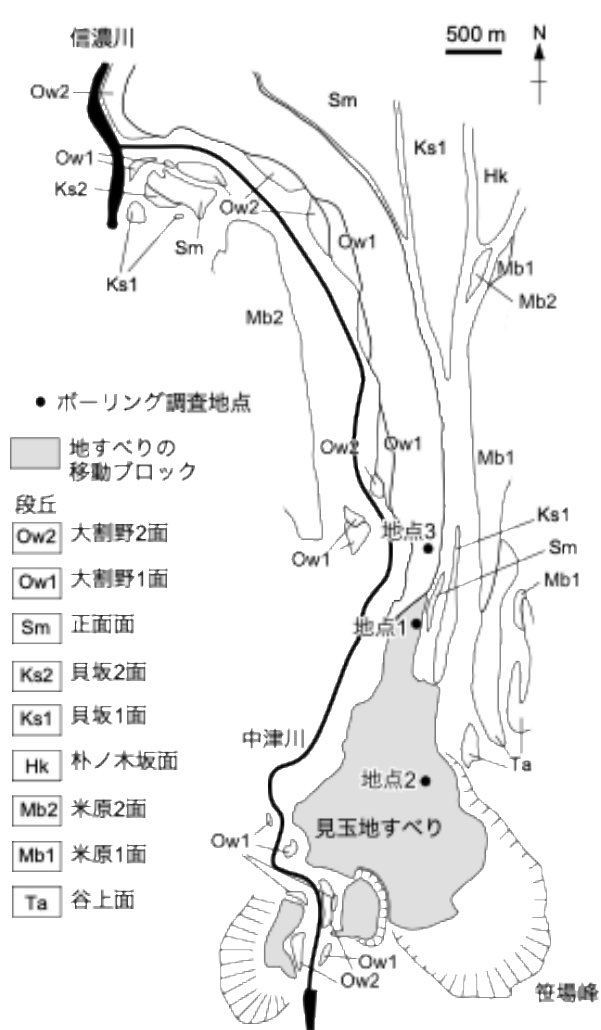 信濃川
500 m
N
Ow2
Sm
Ks1
Ow1
Ks2
Hk
Ow2
Sm
Ow1
Mb1
Ks1
Mb2
Mb2
ボーリング調査地点
地すべりの
移動ブロック
Ow2
Ow1
Mb1
段丘
Ow2 大割野2面
Ow1 大割野1面
Sm 正面面
Ks2 貝坂2面
Ks1 貝坂1面
Hk 朴ノ木坂面
Mb2 米原2面
Mb1 米原1面
Ta 谷上面
Ks1
地点3
Sm
Ow1
Mb1
地点1
中津川
Ta
地点2
見玉地すべり
Ow1
Ow1
Ow2
笹場峰